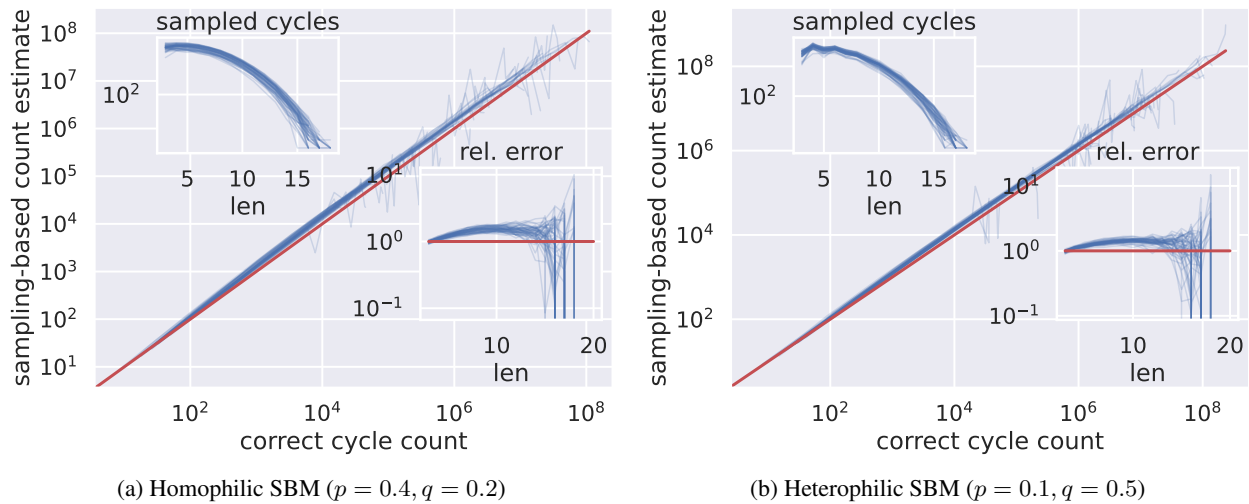 sampling-based count estimate
10^8
10^7
10^6
10^5
10^4
10^3
10^2
10^1
sampled cycles
10^2
5 10 15
len
rel. error
10^1
10^0
10^{-1}
10 20
len
10^2 10^4 10^6 10^8
correct cycle count
(a) Homophilic SBM (p = 0.4, q = 0.2)
sampling-based count estimate
10^8
10^6
10^4
10^2
sampled cycles
10^2
5 10 15
len
rel. error
10^1
10^0
10^{-1}
10 20
len
10^2 10^4 10^6 10^8
correct cycle count
(b) Heterophilic SBM (p = 0.1, q = 0.5)